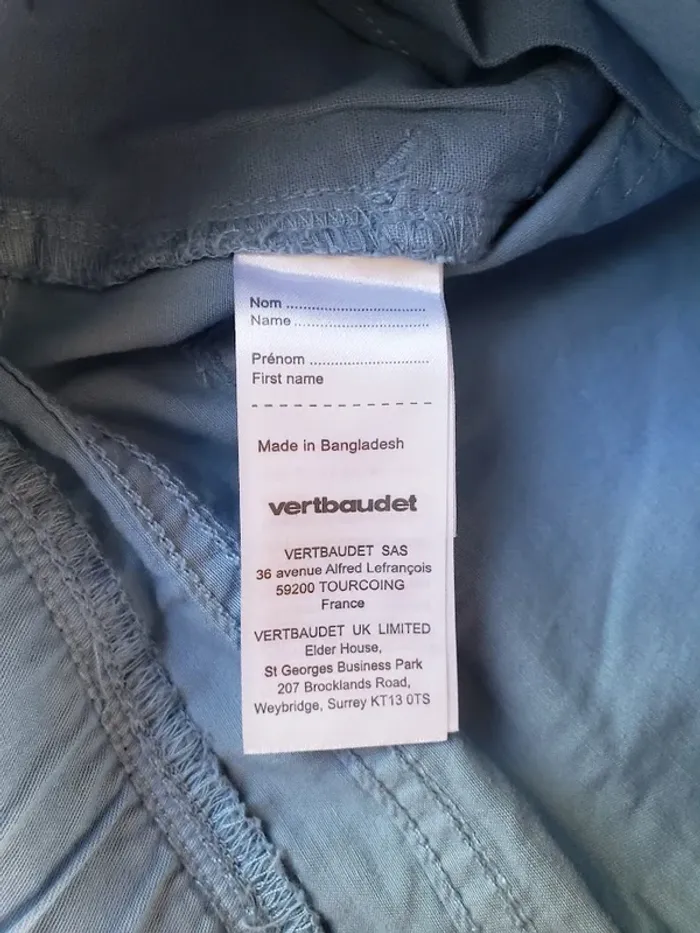 Nom ........................................
Name ......................................
Prénom ..................................
First name
Made in Bangladesh
vertbaudet
VERTBAUDET SAS
36 avenue Alfred Lefrançois
59200 TOURCOING
France
VERTBAUDET UK LIMITED
Elder House,
St Georges Business Park
207 Brocklands Road,
Weybridge, Surrey KT13 0TS